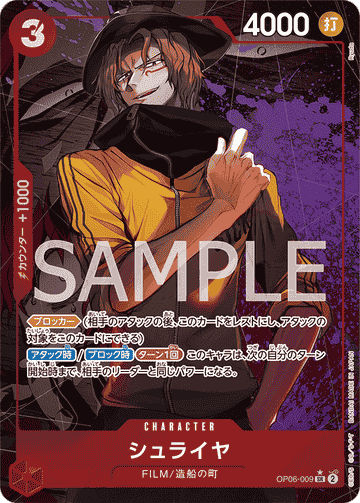 3
4000
打
カウンター +1000
SAMPLE
ブロッカー (相手のアタックの後、このカードをレストにし、アタックの
対象をこのカードにできる)
アタック時 / ブロック時 ターン1回 このキャラは、次の自分のターン
開始時まで、相手のリーダーと同じパワーになる。
CHARACTER
シュライヤ
FILM/造船の町
OP06-009 SR 2